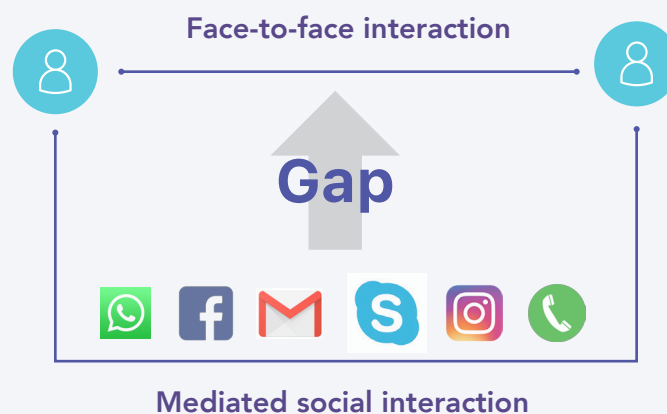 Face-to-face interaction
Gap
Mediated social interaction